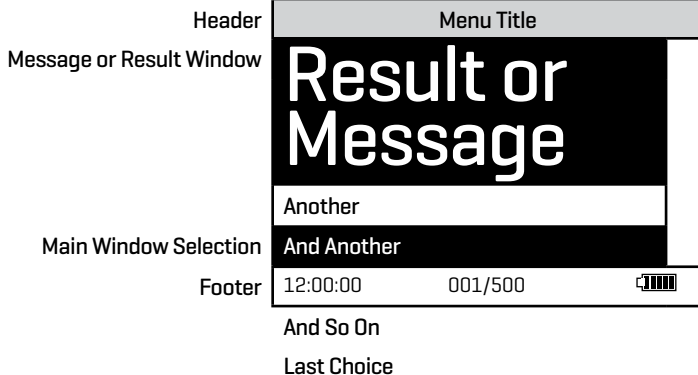 Header
Menu Title
Message or Result Window
Result or
Message
Another
Main Window Selection
And Another
Footer
12:00:00 001/500
And So On
Last Choice